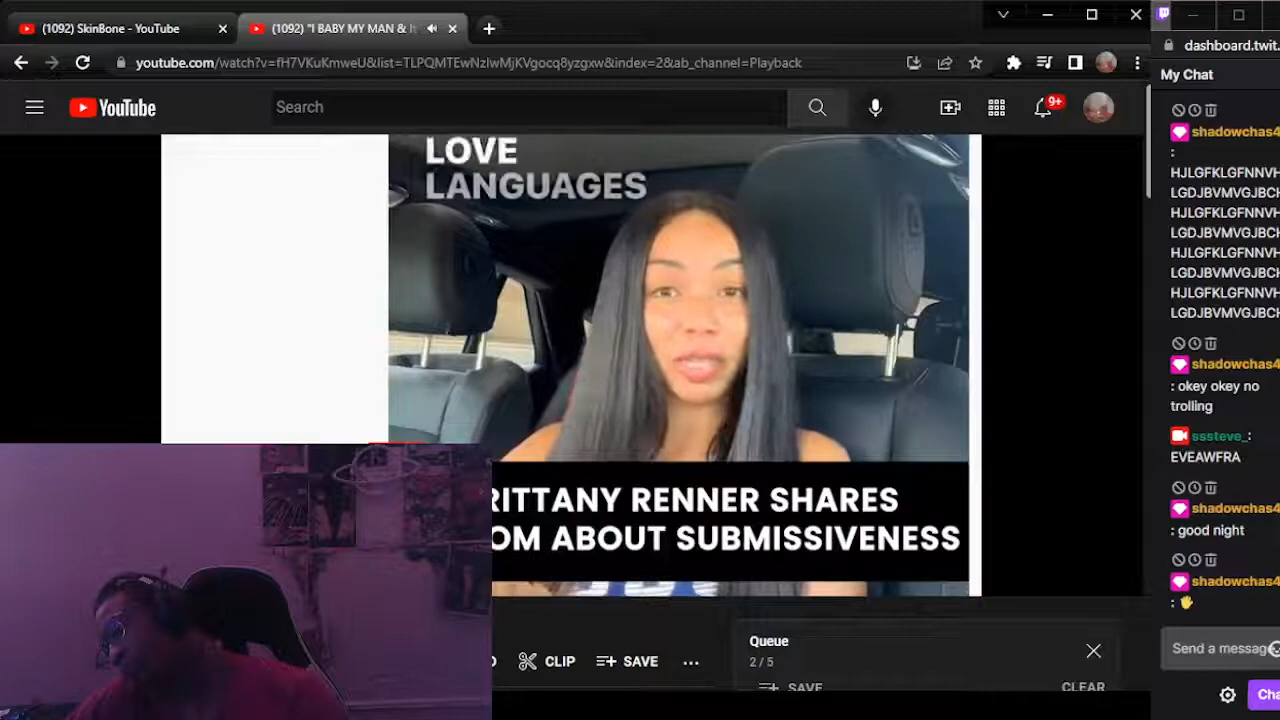 (1092) SkinBone - YouTube
(1092) "I BABY MY MAN &
youtube.com/watch?v=fH7VKuKmweU&list=TLPQMTEwNzIwMjKVgocq8yzgxw&index=2&ab_channel=Playback
YouTube
Search
9+
LOVE
LANGUAGES
RITTANY RENNER SHARES
OM ABOUT SUBMISSIVENESS
CLIP
SAVE
Queue
2 / 5
SAVE
CLEAR
dashboard.twit
My Chat
shadowchas4
:
HJLGFKLGFNNVH
LGDJBVMVGJBCH
HJLGFKLGFNNVH
LGDJBVMVGJBCH
HJLGFKLGFNNVH
LGDJBVMVGJBCH
HJLGFKLGFNNVH
LGDJBVMVGJBCH
shadowchas4
: okey okey no
trolling
sssteve_:
EVEAWFRA
shadowchas4
: good night
shadowchas4
:
Send a message
Cha